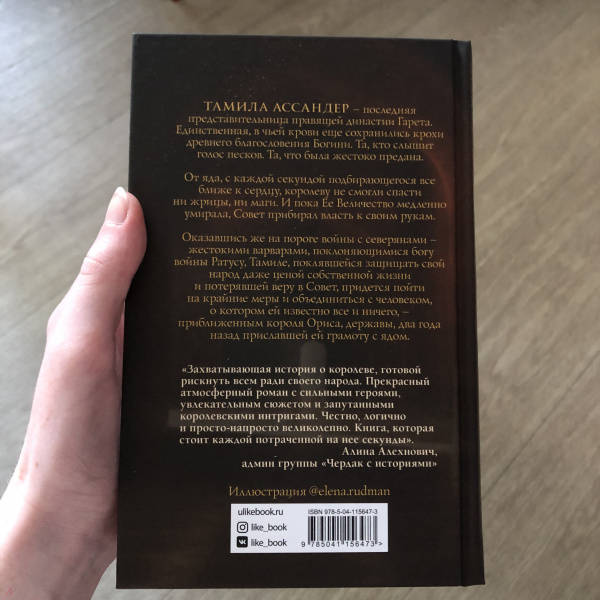 ТАМИЛА АССАНДЕР – последняя
представительница правящей династии Гарета.
Единственная, в чьей крови еще сохранились крохи
древнего благословения Богини. Та, кто слышит
голос песков. Та, что была жестоко предана.
От яда, с каждой секундой подбирающегося все
ближе к сердцу, королеву не смогли спасти
ни жрицы, ни маги. И пока Ее Величество медленно
умирала, Совет прибирал власть к своим рукам.
Оказавшись же на пороге войны с северянами –
жестокими варварами, поклоняющимися богу
войны Ратусу, Тамиле, поклявшейся защищать свой
народ даже ценой собственной жизни
и потерявшей веру в Совет, придется пойти
на крайние меры и объединиться с человеком,
о котором ей известно все и ничего, –
приближенным короля Ориса, державы, два года
назад приславшей ей грамоту с ядом.
«Захватывающая история о королеве, готовой
рискнуть всем ради своего народа. Прекрасный
атмосферный роман с сильными героями,
увлекательным сюжетом и запутанными
королевскими интригами. Честно, логично
и просто-напросто великолепно. Книга, которая
стоит каждой потраченной на нее секунды».
Алина Алехнович,
админ группы «Чердак с историями»
Иллюстрация @elena.rudman
ulikebook.ru
like_book
like_book
ISBN 978-5-04-115647-3
9 785041 156473 >